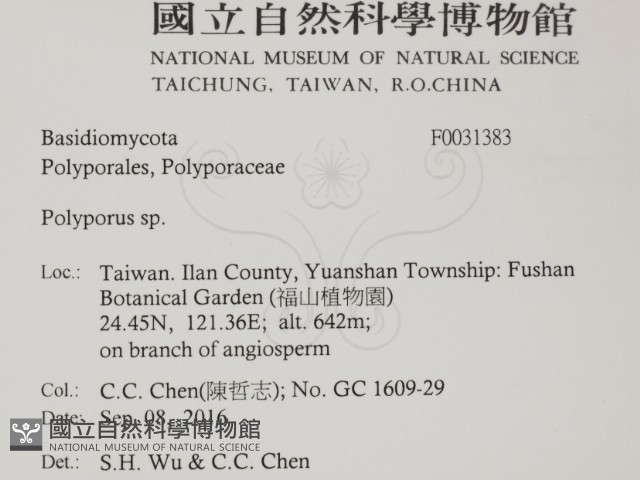 國立自然科學博物館
NATIONAL MUSEUM OF NATURAL SCIENCE
TAICHUNG, TAIWAN, R.O.CHINA
Basidiomycota F0031383
Polyporales, Polyporaceae
Polyporus sp.
Loc.: Taiwan. Ilan County, Yuanshan Township: Fushan
Botanical Garden (福山植物園)
24.45N, 121.36E; alt. 642m;
on branch of angiosperm
Col.: C.C. Chen(陳哲志); No. GC 1609-29
Date: Sep. 08, 2016
國立自然科學博物館
NATIONAL MUSEUM OF NATURAL SCIENCE
Det.: S.H. Wu & C.C. Chen